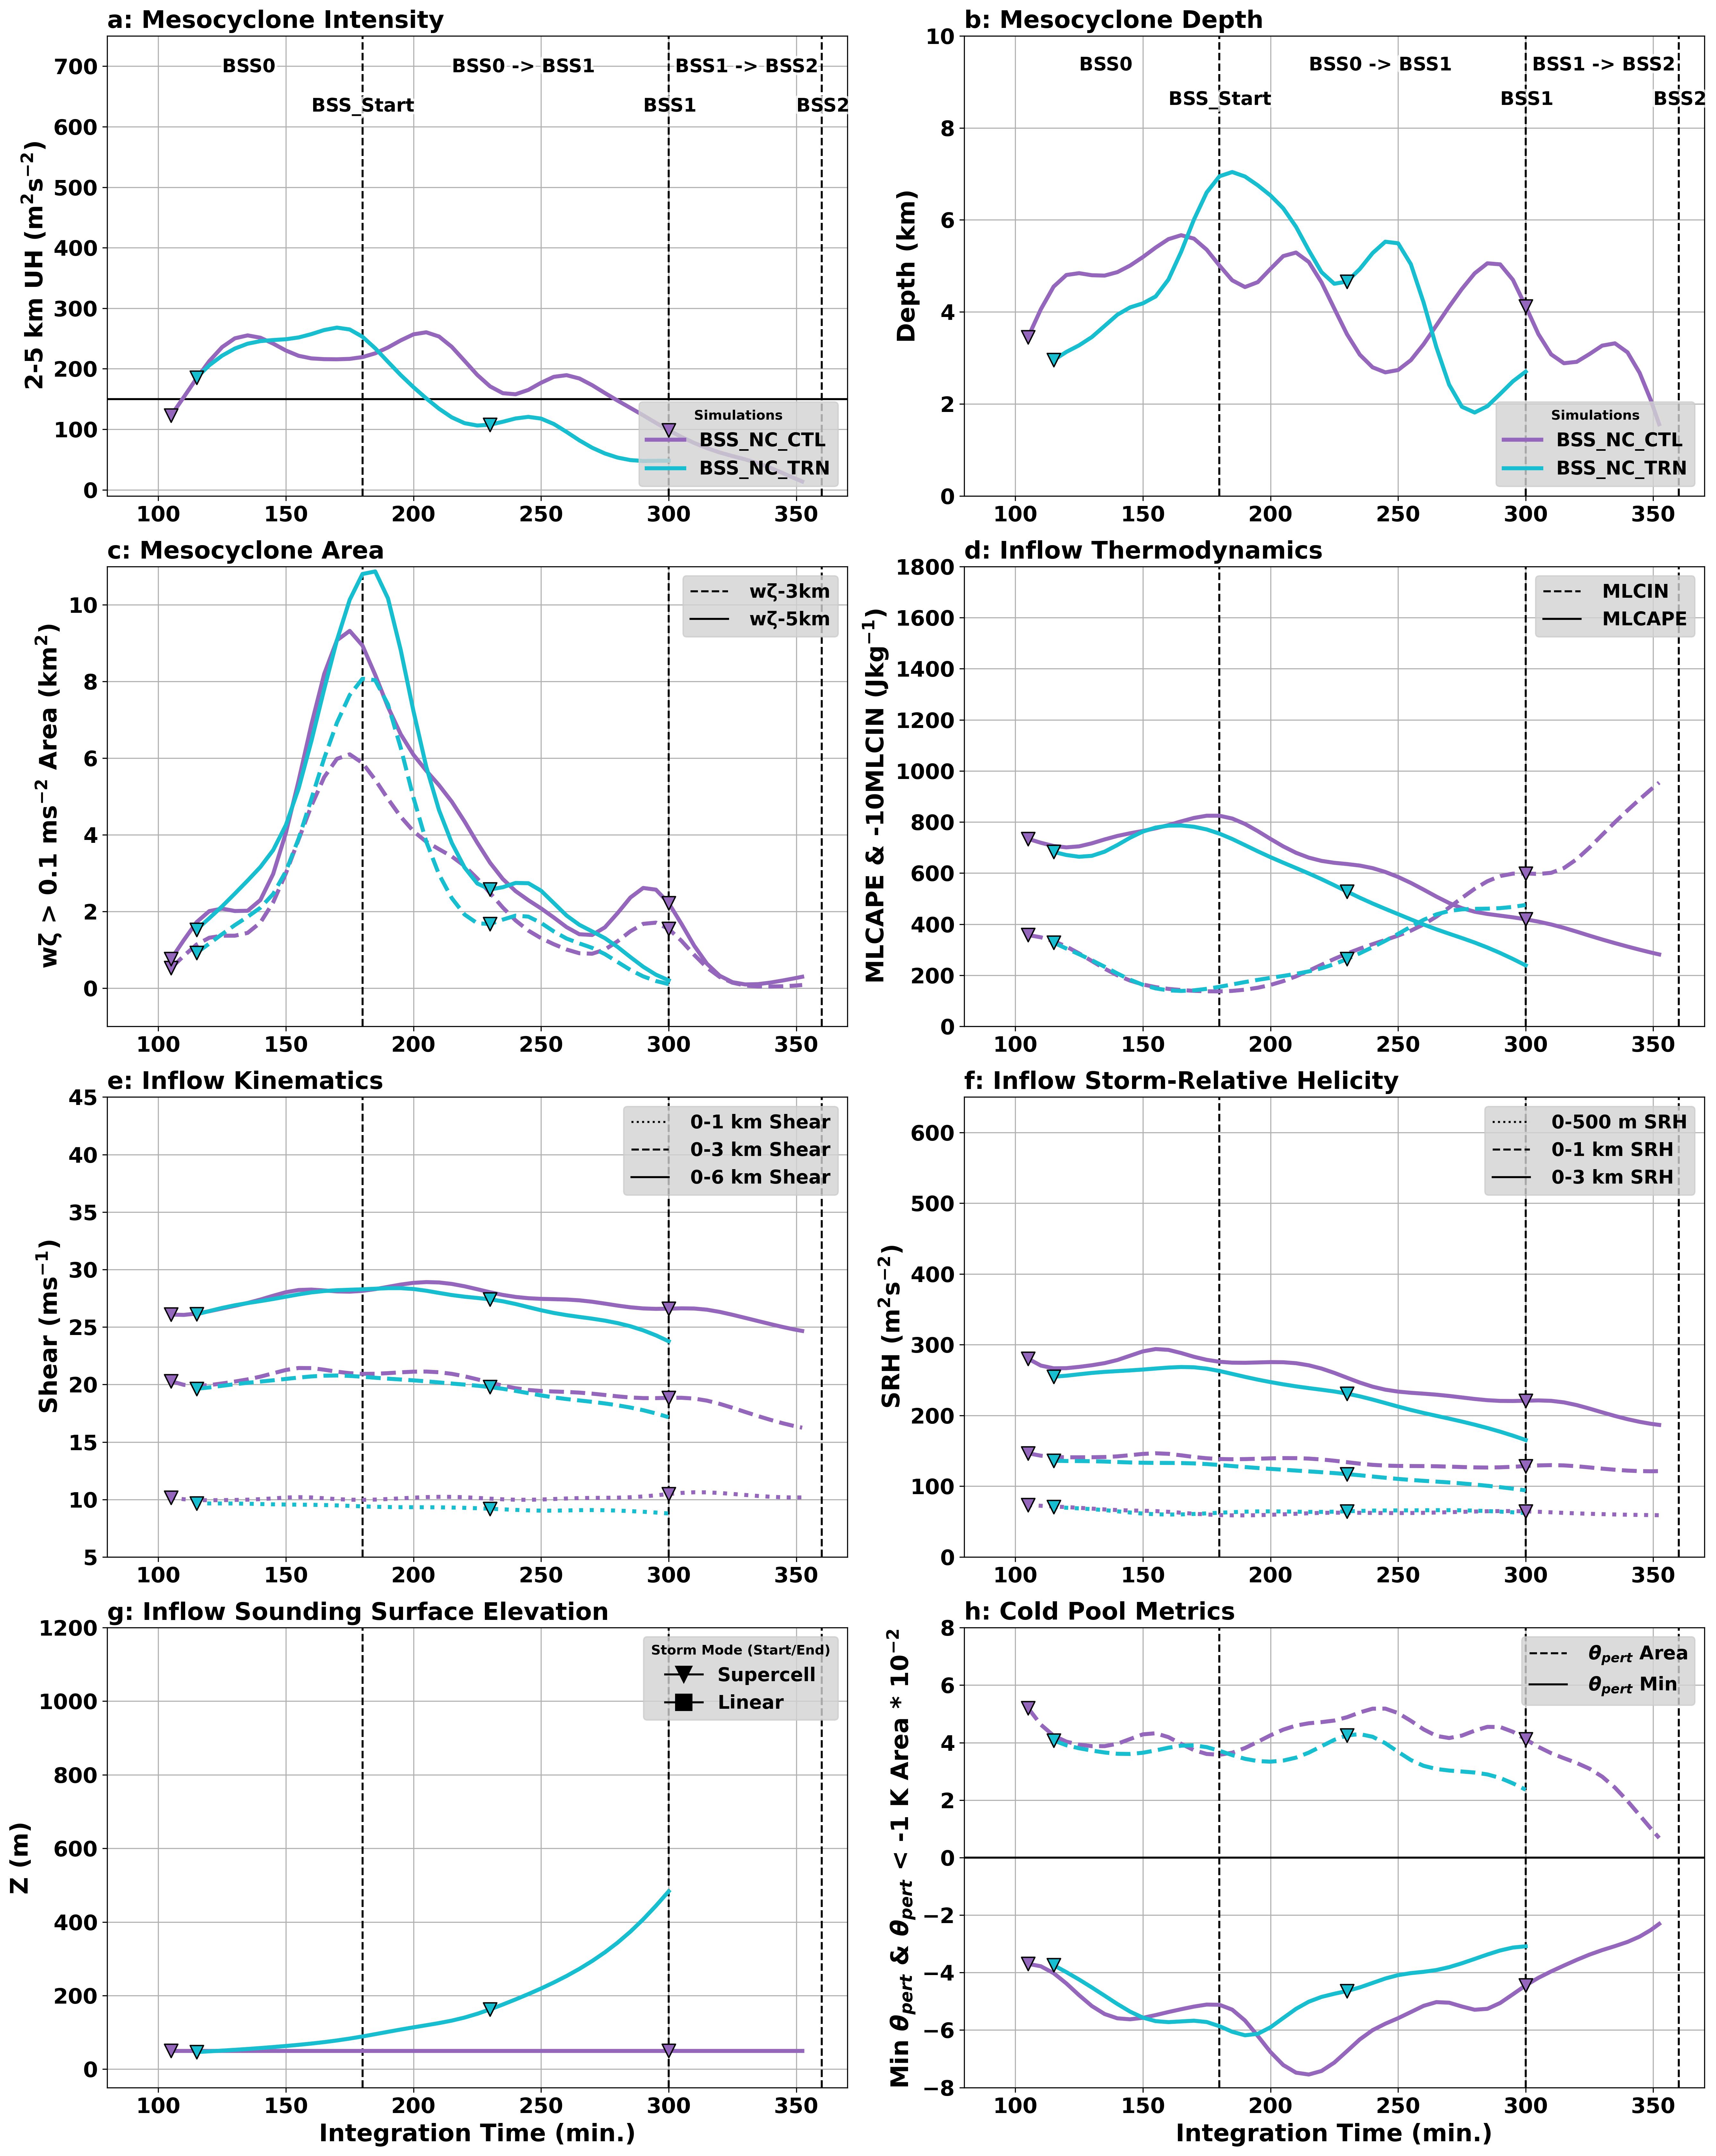 a: Mesocyclone Intensity
2-5 km UH (m²s⁻²)
700
600
500
400
300
200
100
0
BSS0
BSS0 -> BSS1
BSS1 -> BSS2
BSS_Start
BSS1
BSS2
Simulations
BSS_NC_CTL
BSS_NC_TRN
100 150 200 250 300 350
b: Mesocyclone Depth
Depth (km)
10
8
6
4
2
0
BSS0
BSS0 -> BSS1
BSS1 -> BSS2
BSS_Start
BSS1
BSS2
Simulations
BSS_NC_CTL
BSS_NC_TRN
100 150 200 250 300 350
c: Mesocyclone Area
wζ > 0.1 ms⁻² Area (km²)
10
8
6
4
2
0
wζ-3km
wζ-5km
100 150 200 250 300 350
d: Inflow Thermodynamics
MLCAPE & -10MLCIN (Jkg⁻¹)
1800
1600
1400
1200
1000
800
600
400
200
0
MLCIN
MLCAPE
100 150 200 250 300 350
e: Inflow Kinematics
Shear (ms⁻¹)
45
40
35
30
25
20
15
10
5
0-1 km Shear
0-3 km Shear
0-6 km Shear
100 150 200 250 300 350
f: Inflow Storm-Relative Helicity
SRH (m²s⁻²)
600
500
400
300
200
100
0
0-500 m SRH
0-1 km SRH
0-3 km SRH
100 150 200 250 300 350
g: Inflow Sounding Surface Elevation
Z (m)
1200
1000
800
600
400
200
0
Storm Mode (Start/End)
Supercell
Linear
100 150 200 250 300 350
Integration Time (min.)
h: Cold Pool Metrics
Min θpert & θpert < -1 K Area * 10⁻²
8
6
4
2
0
−2
−4
−6
−8
θpert Area
θpert Min
100 150 200 250 300 350
Integration Time (min.)